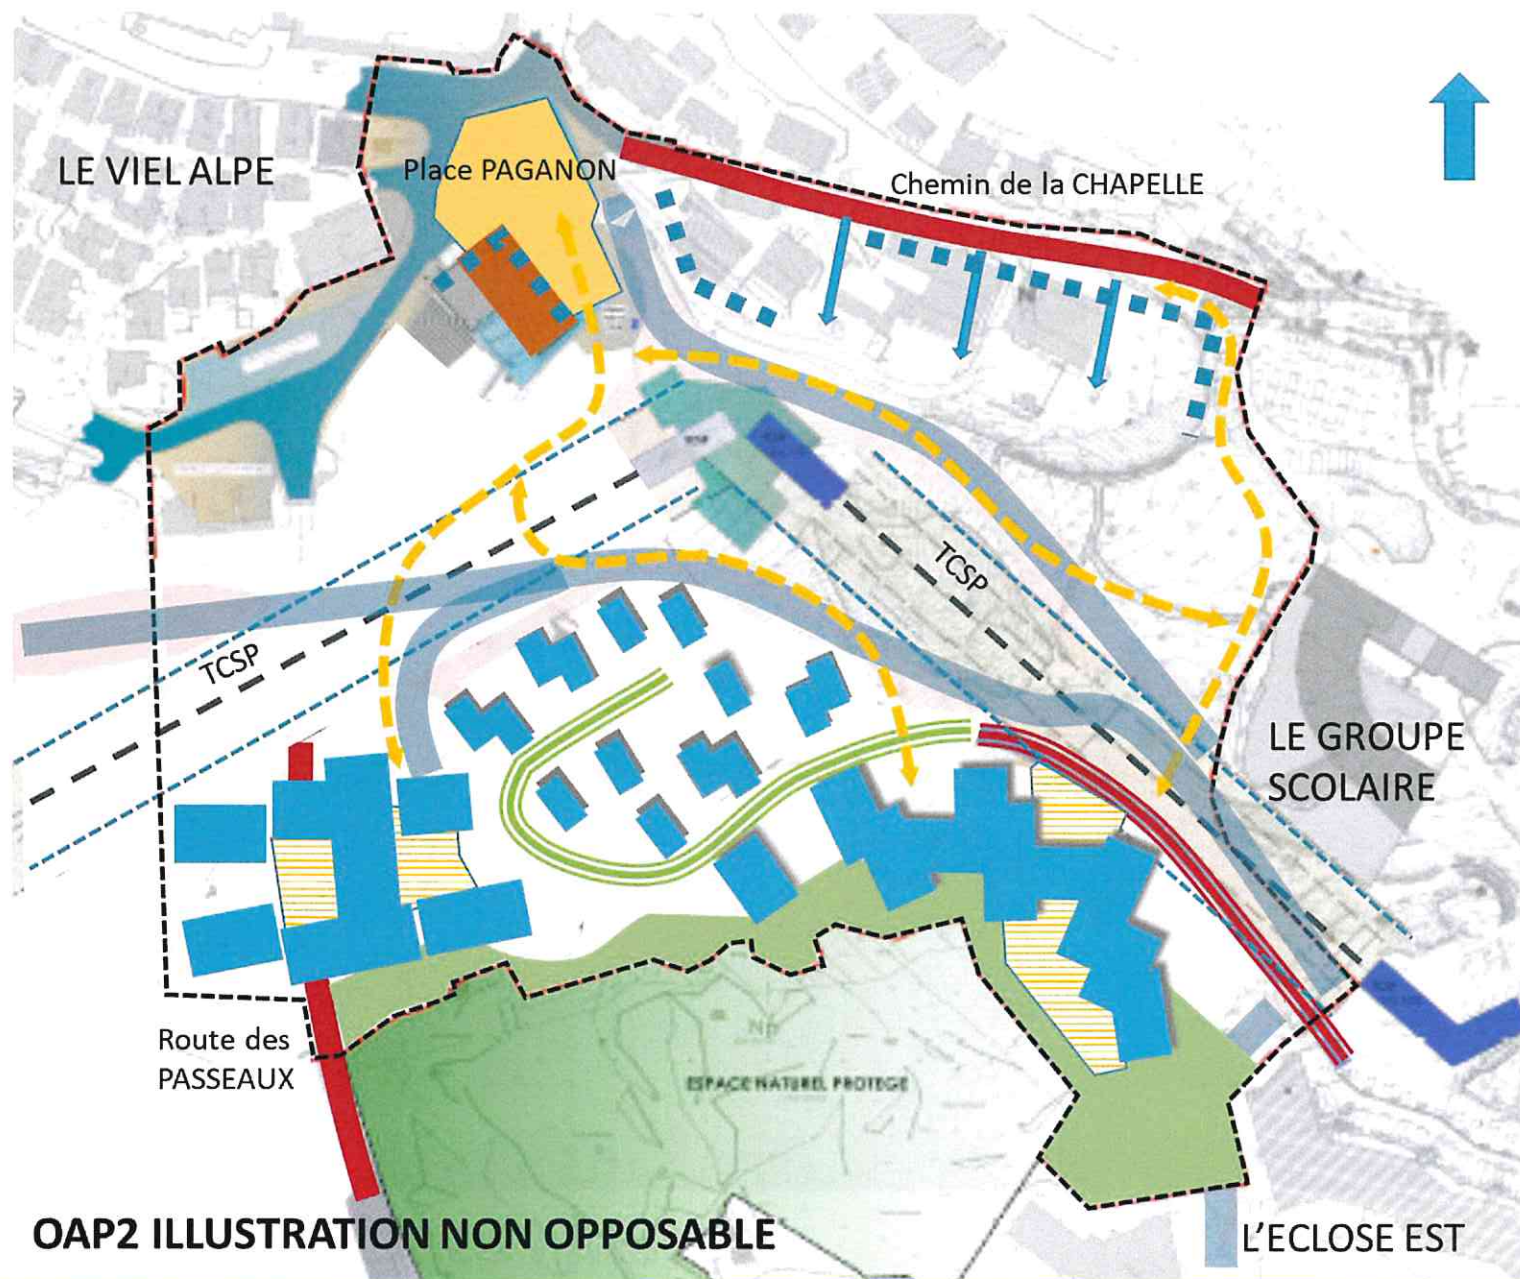 LE VIEL ALPE
Place PAGANON
Chemin de la CHAPELLE
TCSP
TCSP
LE GROUPE
SCOLAIRE
Route des
PASSEAUX
Np
ESPACE NATUREL PROTEGE
OAP2 ILLUSTRATION NON OPPOSABLE
L'ECLOSE EST